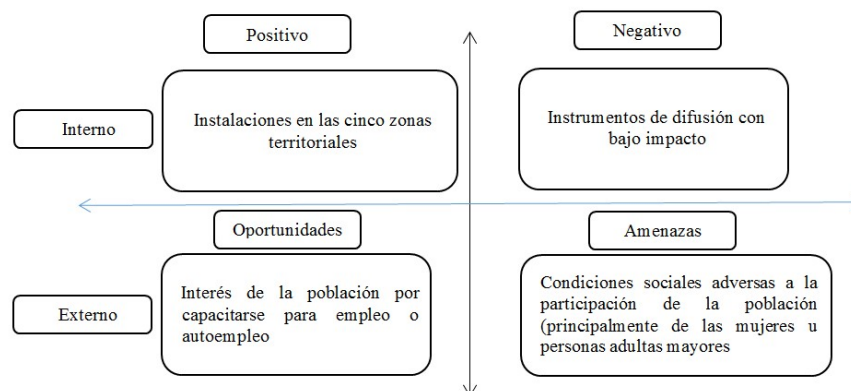 Positivo
Negativo
Interno
Instalaciones en las cinco zonas
territoriales
Instrumentos de difusión con
bajo impacto
Oportunidades
Amenazas
Externo
Interés de la población por
capacitarse para empleo o
autoempleo
Condiciones sociales adversas a la
participación de la población
(principalmente de las mujeres u
personas adultas mayores